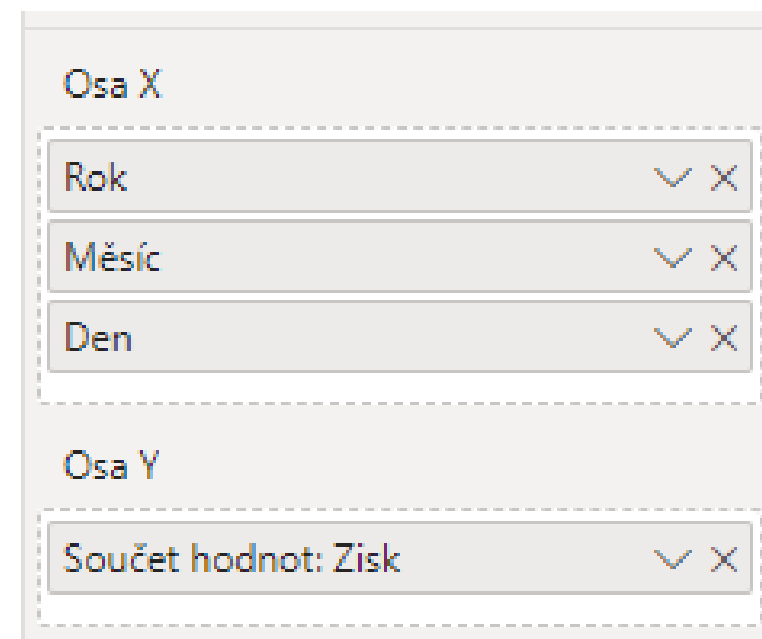 Osa X
Rok
Měsíc
Den
Osa Y
Součet hodnot: Zisk